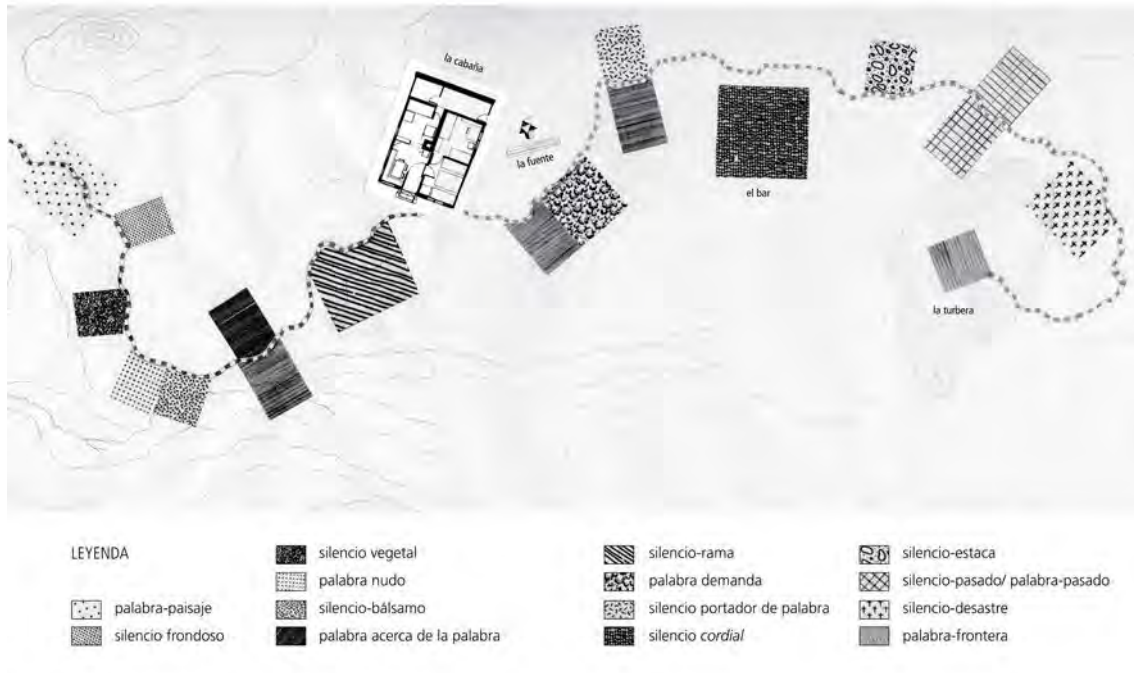 la cabaña
la fuente
el bar
la turbera
LEYENDA
palabra-paisaje
silencio frondoso
silencio vegetal
palabra nudo
silencio-bálsamo
palabra acerca de la palabra
silencio-rama
palabra demanda
silencio portador de palabra
silencio cordial
silencio-estaca
silencio-pasado/ palabra-pasado
silencio-desastre
palabra-frontera